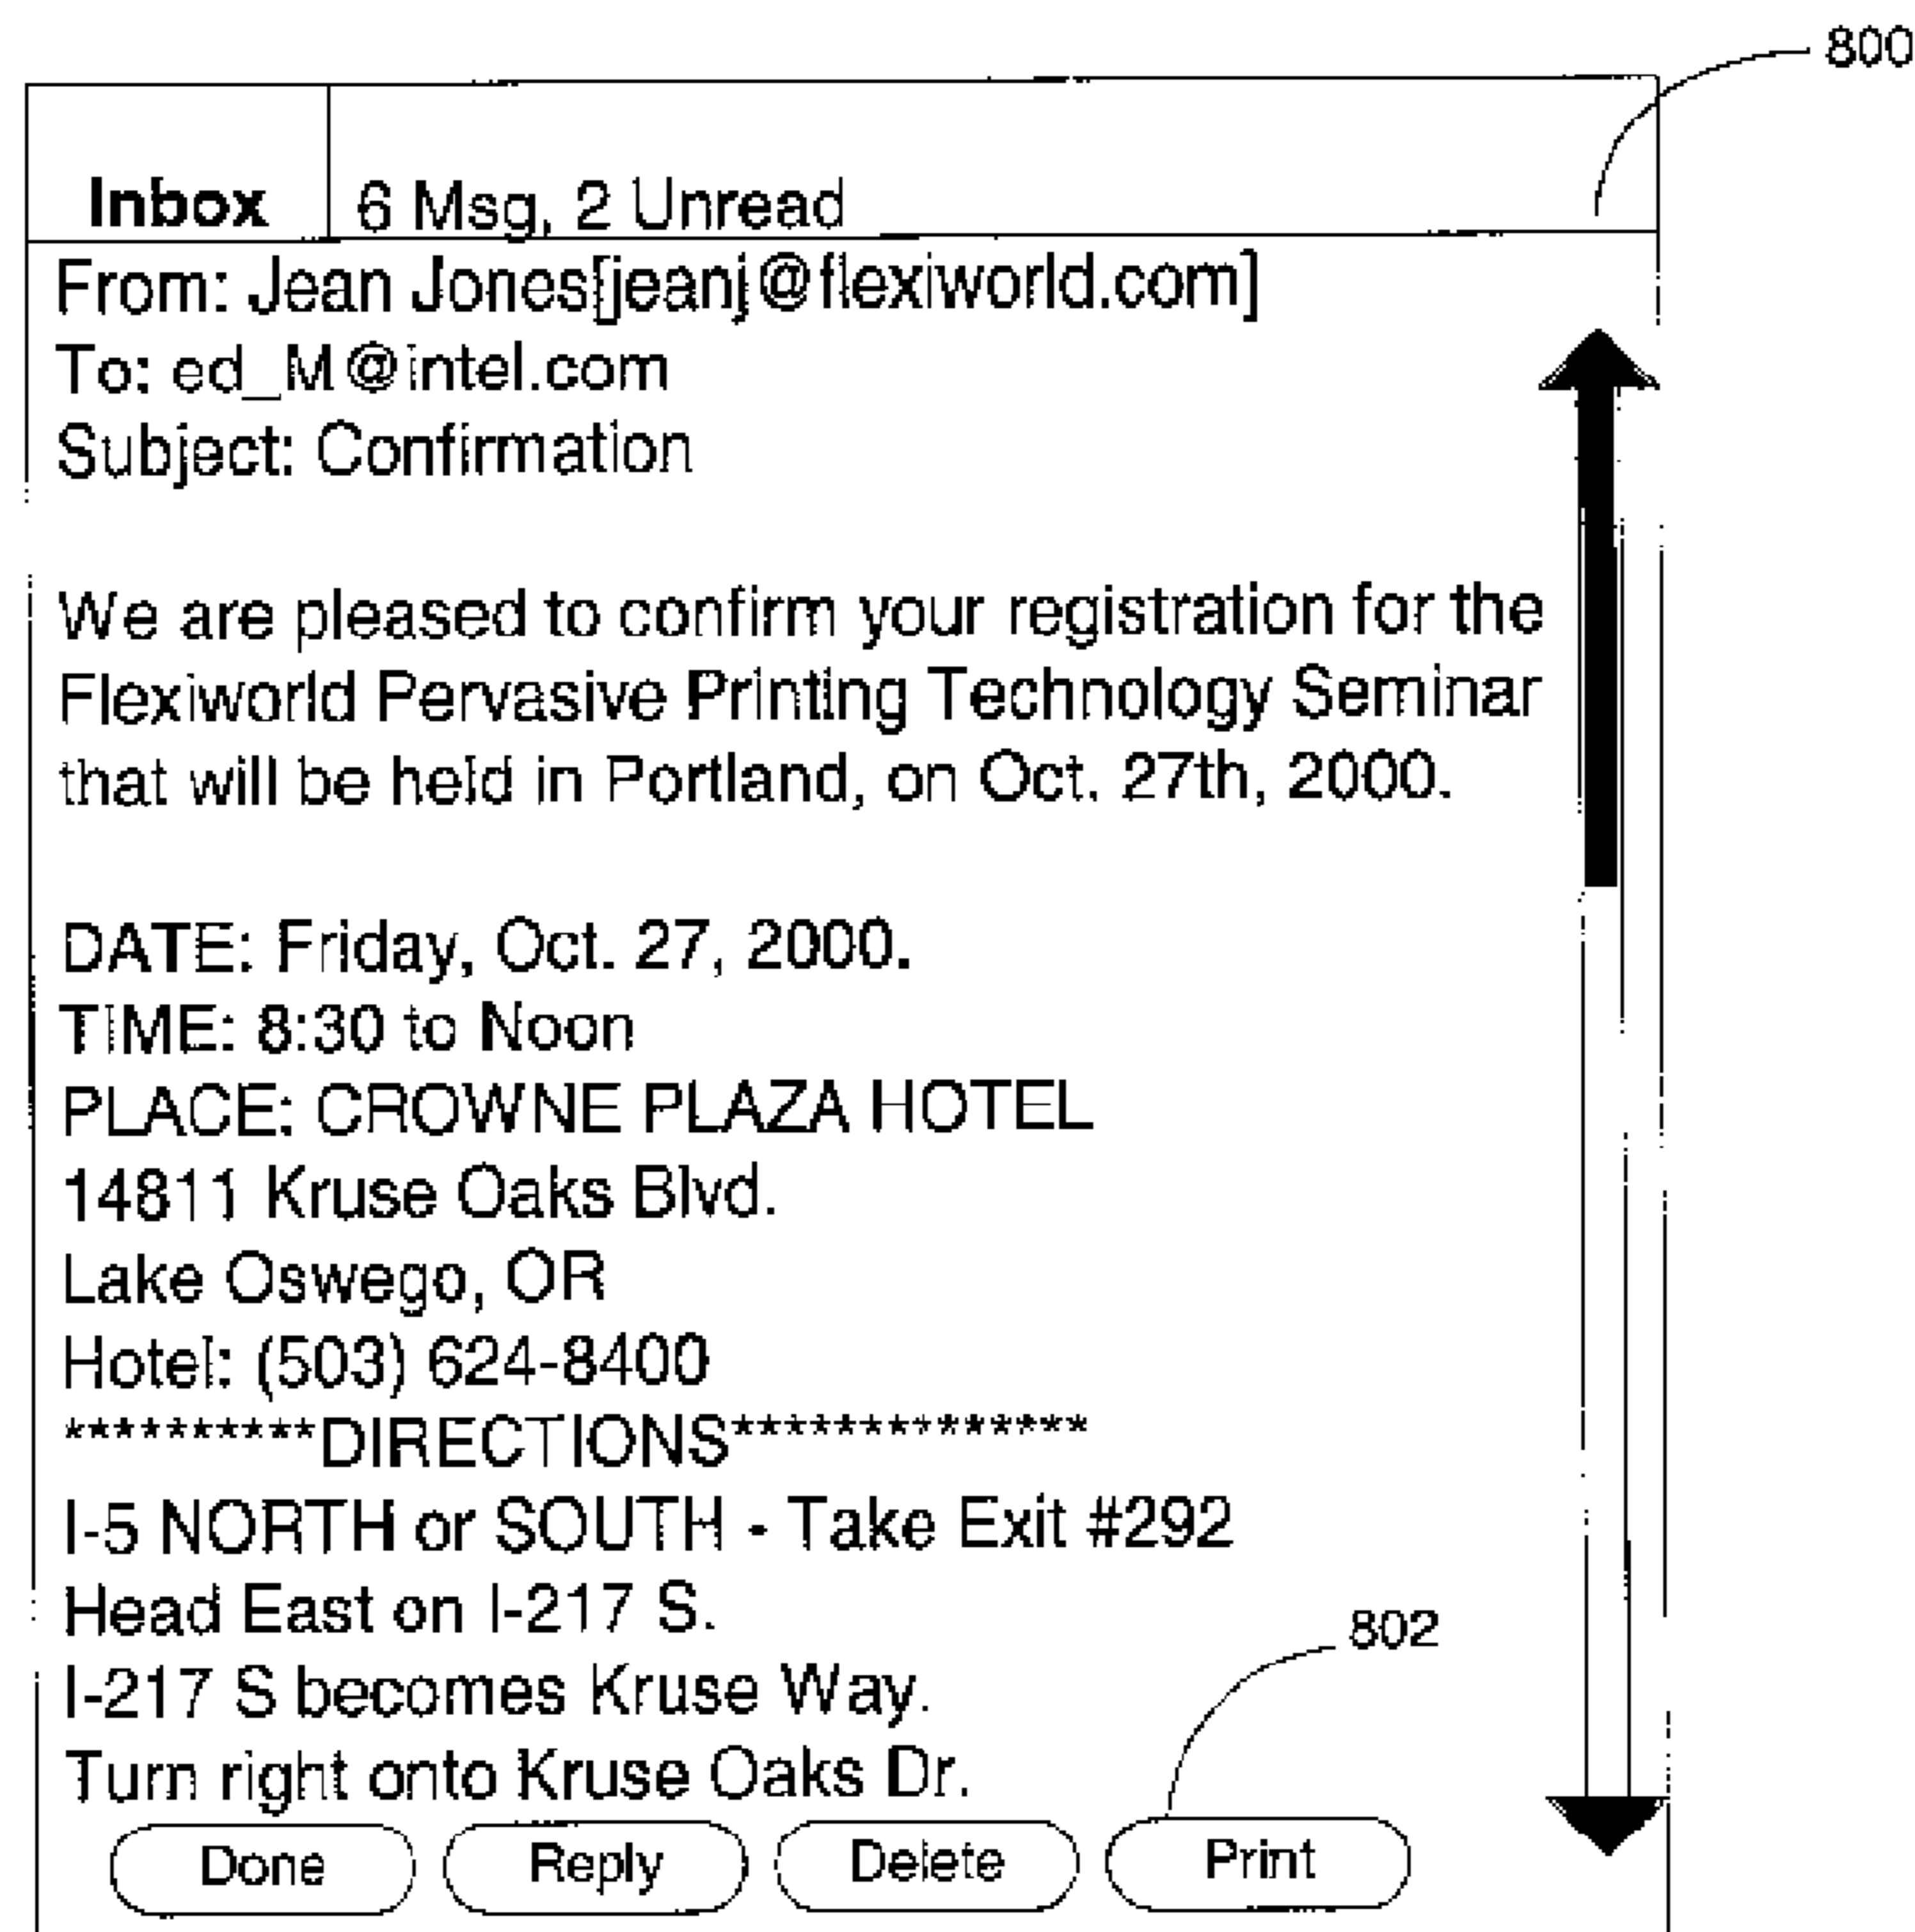 800
Inbox 6 Msg, 2 Unread
From: Jean Jones[jeanj@flexiworld.com]
To: ed_M@intel.com
Subject: Confirmation
We are pleased to confirm your registration for the
Flexiworld Pervasive Printing Technology Seminar
that will be held in Portland, on Oct. 27th, 2000.
DATE: Friday, Oct. 27, 2000.
TIME: 8:30 to Noon
PLACE: CROWNE PLAZA HOTEL
14811 Kruse Oaks Blvd.
Lake Oswego, OR
Hotel: (503) 624-8400
**********DIRECTIONS**************
I-5 NORTH or SOUTH - Take Exit #292
Head East on I-217 S.
802
I-217 S becomes Kruse Way.
Turn right onto Kruse Oaks Dr.
Done Reply Delete Print